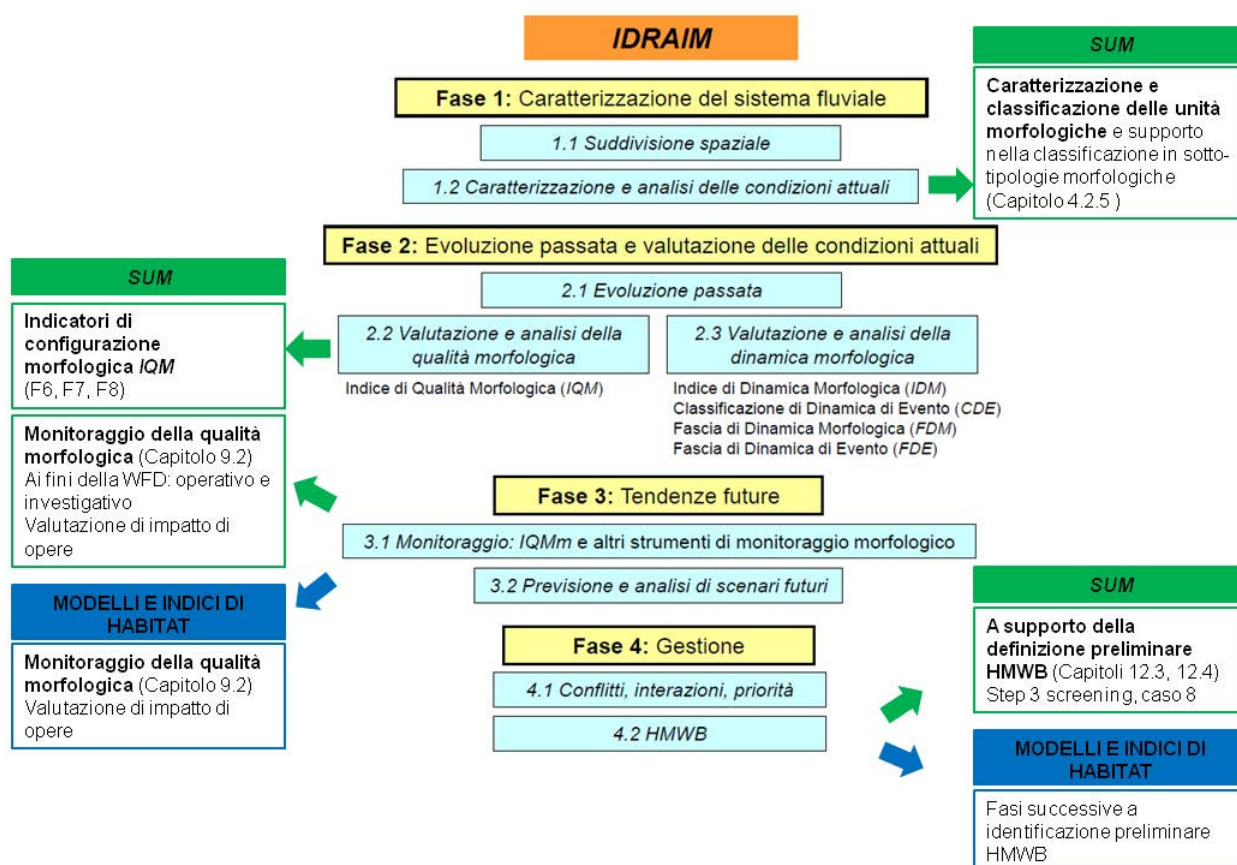 IDRAIM
Fase 1: Caratterizzazione del sistema fluviale
1.1 Suddivisione spaziale
1.2 Caratterizzazione e analisi delle condizioni attuali
SUM
Caratterizzazione e
classificazione delle unità
morfologiche e supporto
nella classificazione in sotto-
tipologie morfologiche
(Capitolo 4.2.5 )
Fase 2: Evoluzione passata e valutazione delle condizioni attuali
2.1 Evoluzione passata
2.2 Valutazione e analisi della
qualità morfologica
Indice di Qualità Morfologica (IQM)
2.3 Valutazione e analisi della
dinamica morfologica
Indice di Dinamica Morfologica (IDM)
Classificazione di Dinamica di Evento (CDE)
Fascia di Dinamica Morfologica (FDM)
Fascia di Dinamica di Evento (FDE)
SUM
Indicatori di
configurazione
morfologica IQM
(F6, F7, F8)
Monitoraggio della qualità
morfologica (Capitolo 9.2)
Ai fini della WFD: operativo e
investigativo
Valutazione di impatto di
opere
Fase 3: Tendenze future
3.1 Monitoraggio: IQMm e altri strumenti di monitoraggio morfologico
3.2 Previsione e analisi di scenari futuri
MODELLI E INDICI DI
HABITAT
Monitoraggio della qualità
morfologica (Capitolo 9.2)
Valutazione di impatto di
opere
Fase 4: Gestione
4.1 Conflitti, interazioni, priorità
4.2 HMWB
SUM
A supporto della
definizione preliminare
HMWB (Capitoli 12.3, 12.4)
Step 3 screening, caso 8
MODELLI E INDICI DI
HABITAT
Fasi successive a
identificazione preliminare
HMWB